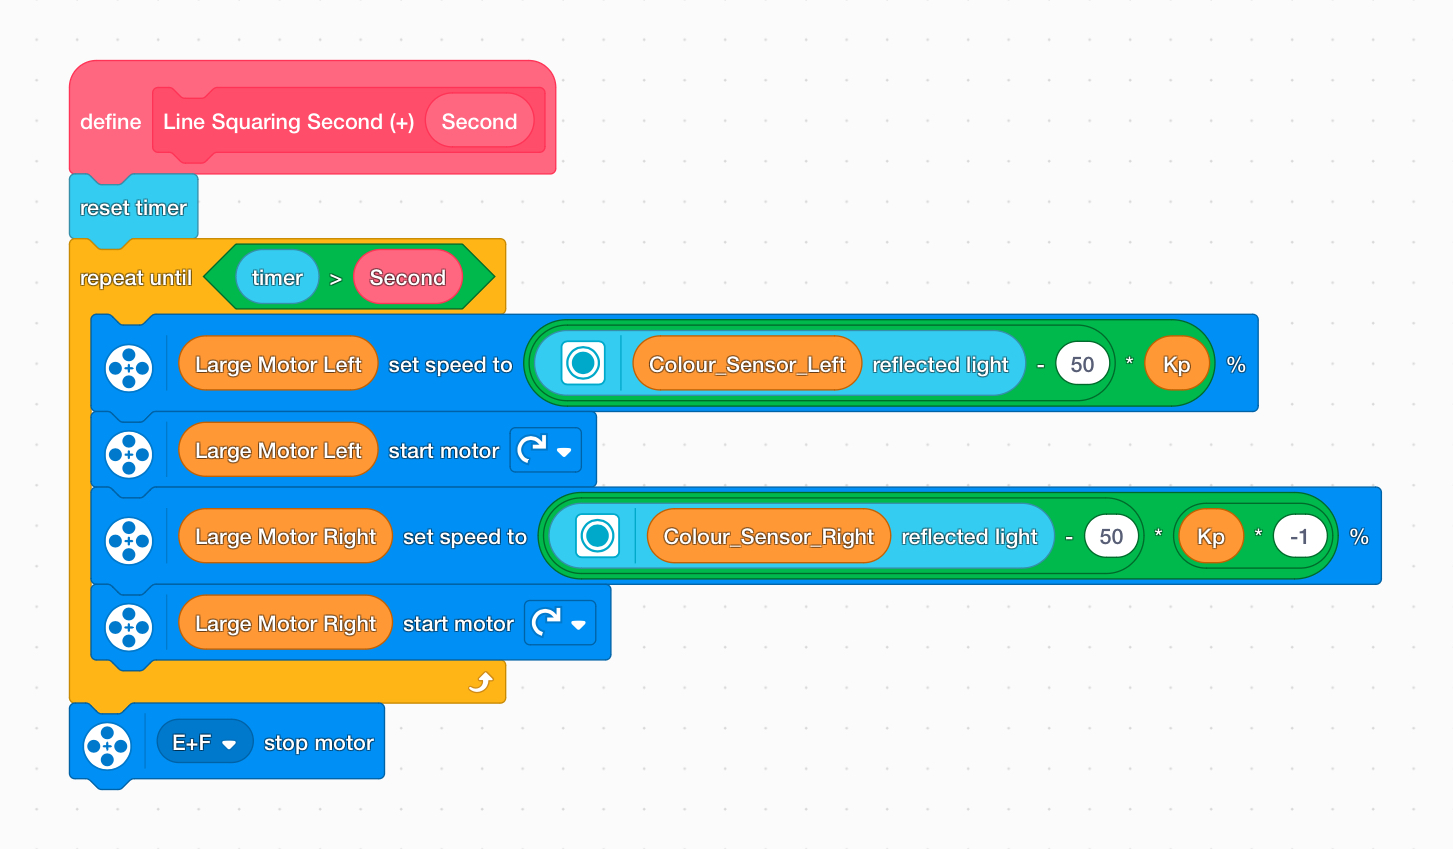 define Line Squaring Second (+) Second
reset timer
repeat until timer > Second
Large Motor Left set speed to Colour_Sensor_Left reflected light - 50 * Kp %
Large Motor Left start motor
Large Motor Right set speed to Colour_Sensor_Right reflected light - 50 * Kp * -1 %
Large Motor Right start motor
E+F stop motor